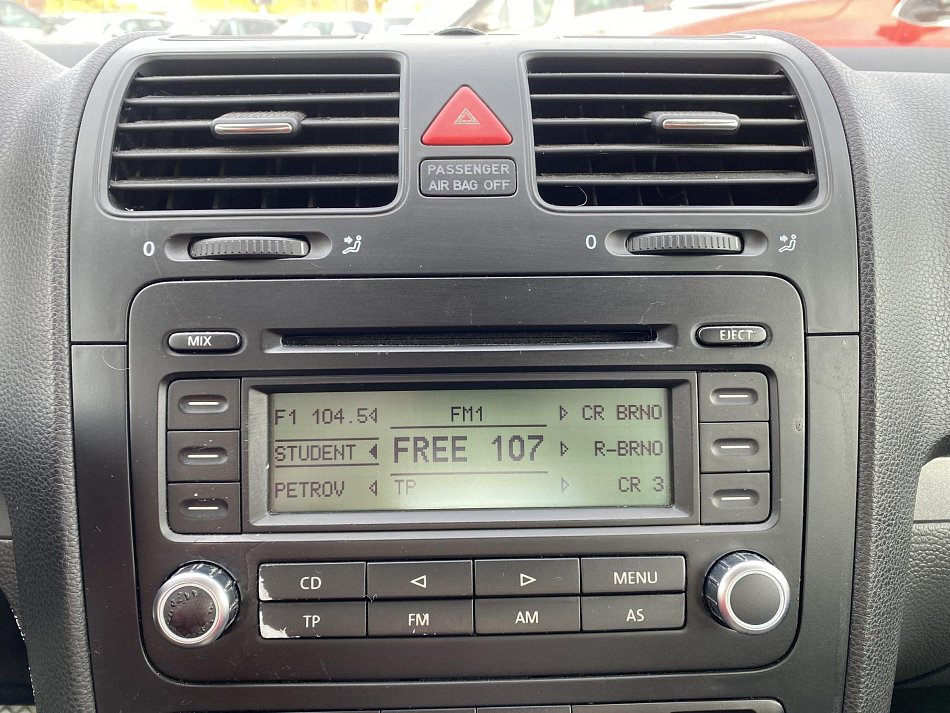 PASSENGER
AIR BAG OFF
0
0
MIX
EJECT
F1 104.5 FM1 CR BRNO
STUDENT FREE 107 R-BRNO
PETROV TP CR 3
CD
MENU
TP FM AM AS